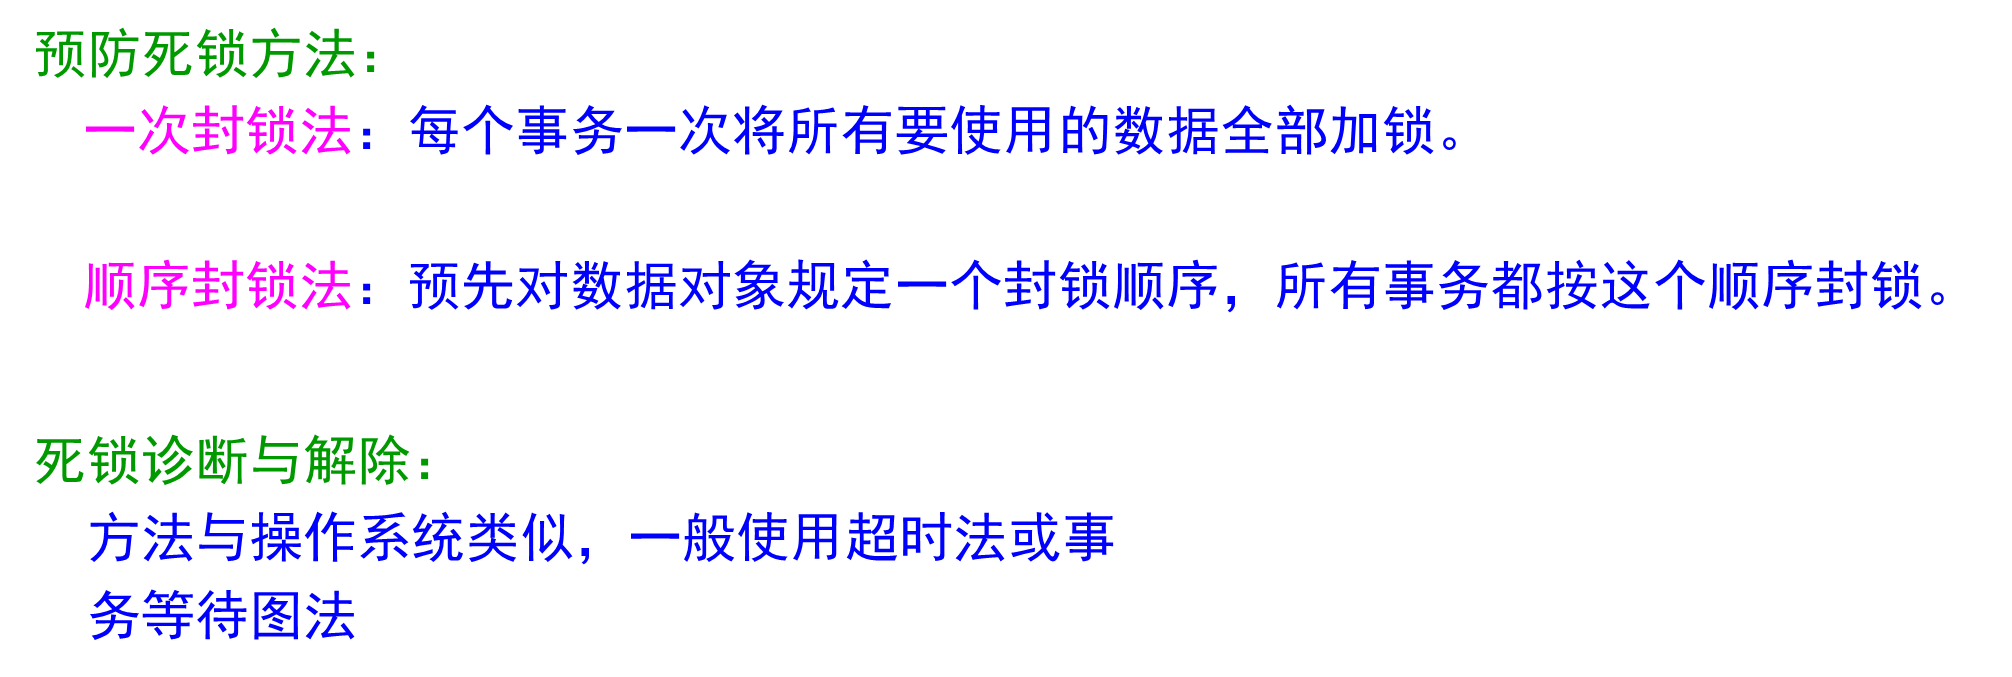 预防死锁方法：
一次封锁法：每个事务一次将所有要使用的数据全部加锁。
顺序封锁法：预先对数据对象规定一个封锁顺序，所有事务都按这个顺序封锁。
死锁诊断与解除：
方法与操作系统类似，一般使用超时法或事
务等待图法